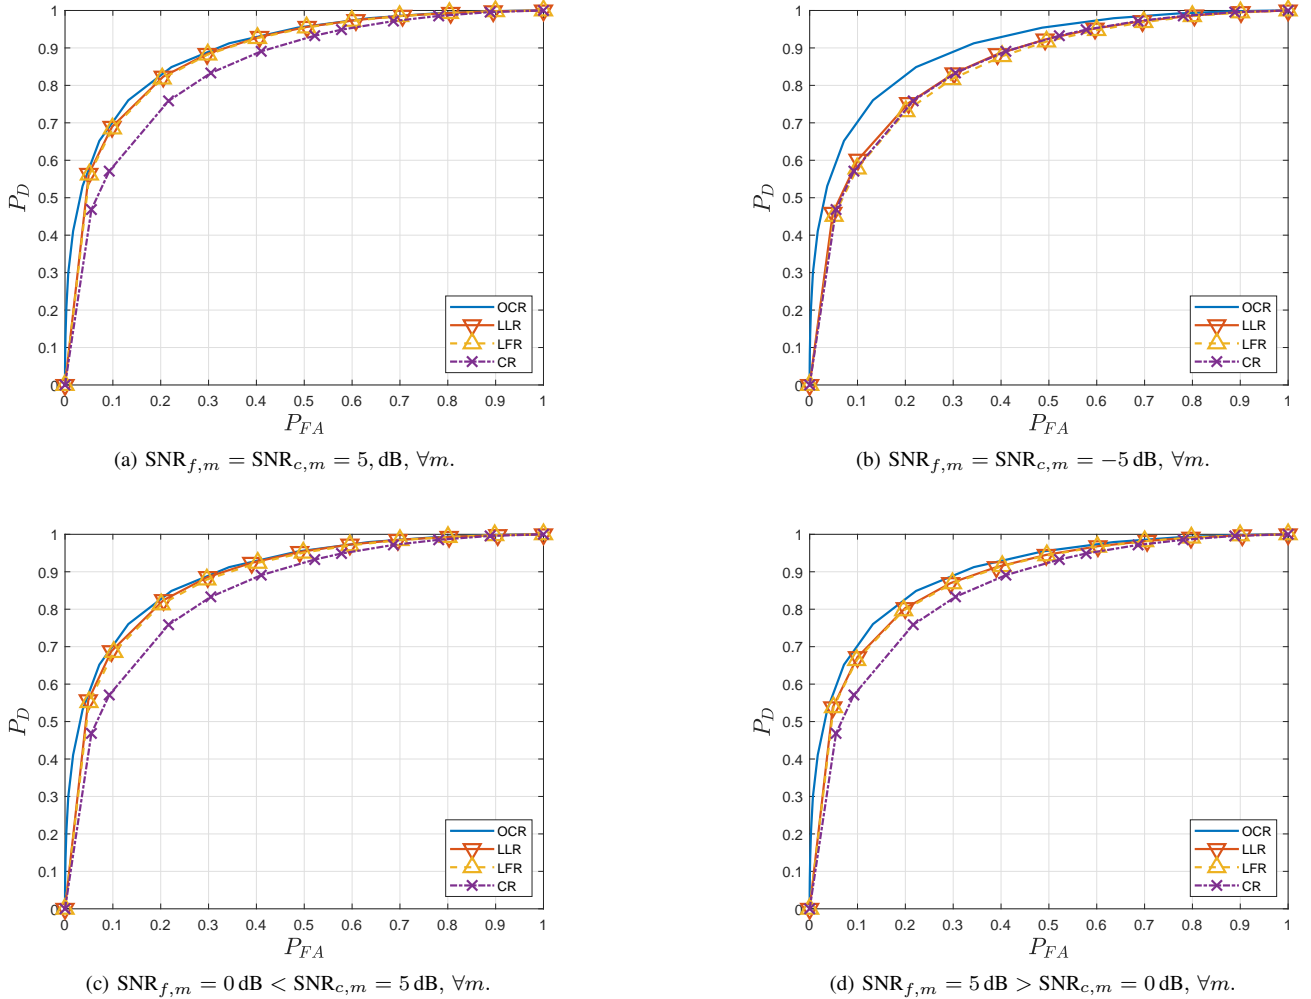 1
0.9
0.8
0.7
0.6
0.5
0.4
0.3
0.2
0.1
0
P_D
0 0.1 0.2 0.3 0.4 0.5 0.6 0.7 0.8 0.9 1
P_{FA}
OCR
LLR
LFR
CR
(a) SNR_{f,m} = SNR_{c,m} = 5, dB, ∀m.
1
0.9
0.8
0.7
0.6
0.5
0.4
0.3
0.2
0.1
0
P_D
0 0.1 0.2 0.3 0.4 0.5 0.6 0.7 0.8 0.9 1
P_{FA}
OCR
LLR
LFR
CR
(b) SNR_{f,m} = SNR_{c,m} = −5 dB, ∀m.
1
0.9
0.8
0.7
0.6
0.5
0.4
0.3
0.2
0.1
0
P_D
0 0.1 0.2 0.3 0.4 0.5 0.6 0.7 0.8 0.9 1
P_{FA}
OCR
LLR
LFR
CR
(c) SNR_{f,m} = 0 dB < SNR_{c,m} = 5 dB, ∀m.
1
0.9
0.8
0.7
0.6
0.5
0.4
0.3
0.2
0.1
0
P_D
0 0.1 0.2 0.3 0.4 0.5 0.6 0.7 0.8 0.9 1
P_{FA}
OCR
LLR
LFR
CR
(d) SNR_{f,m} = 5 dB > SNR_{c,m} = 0 dB, ∀m.